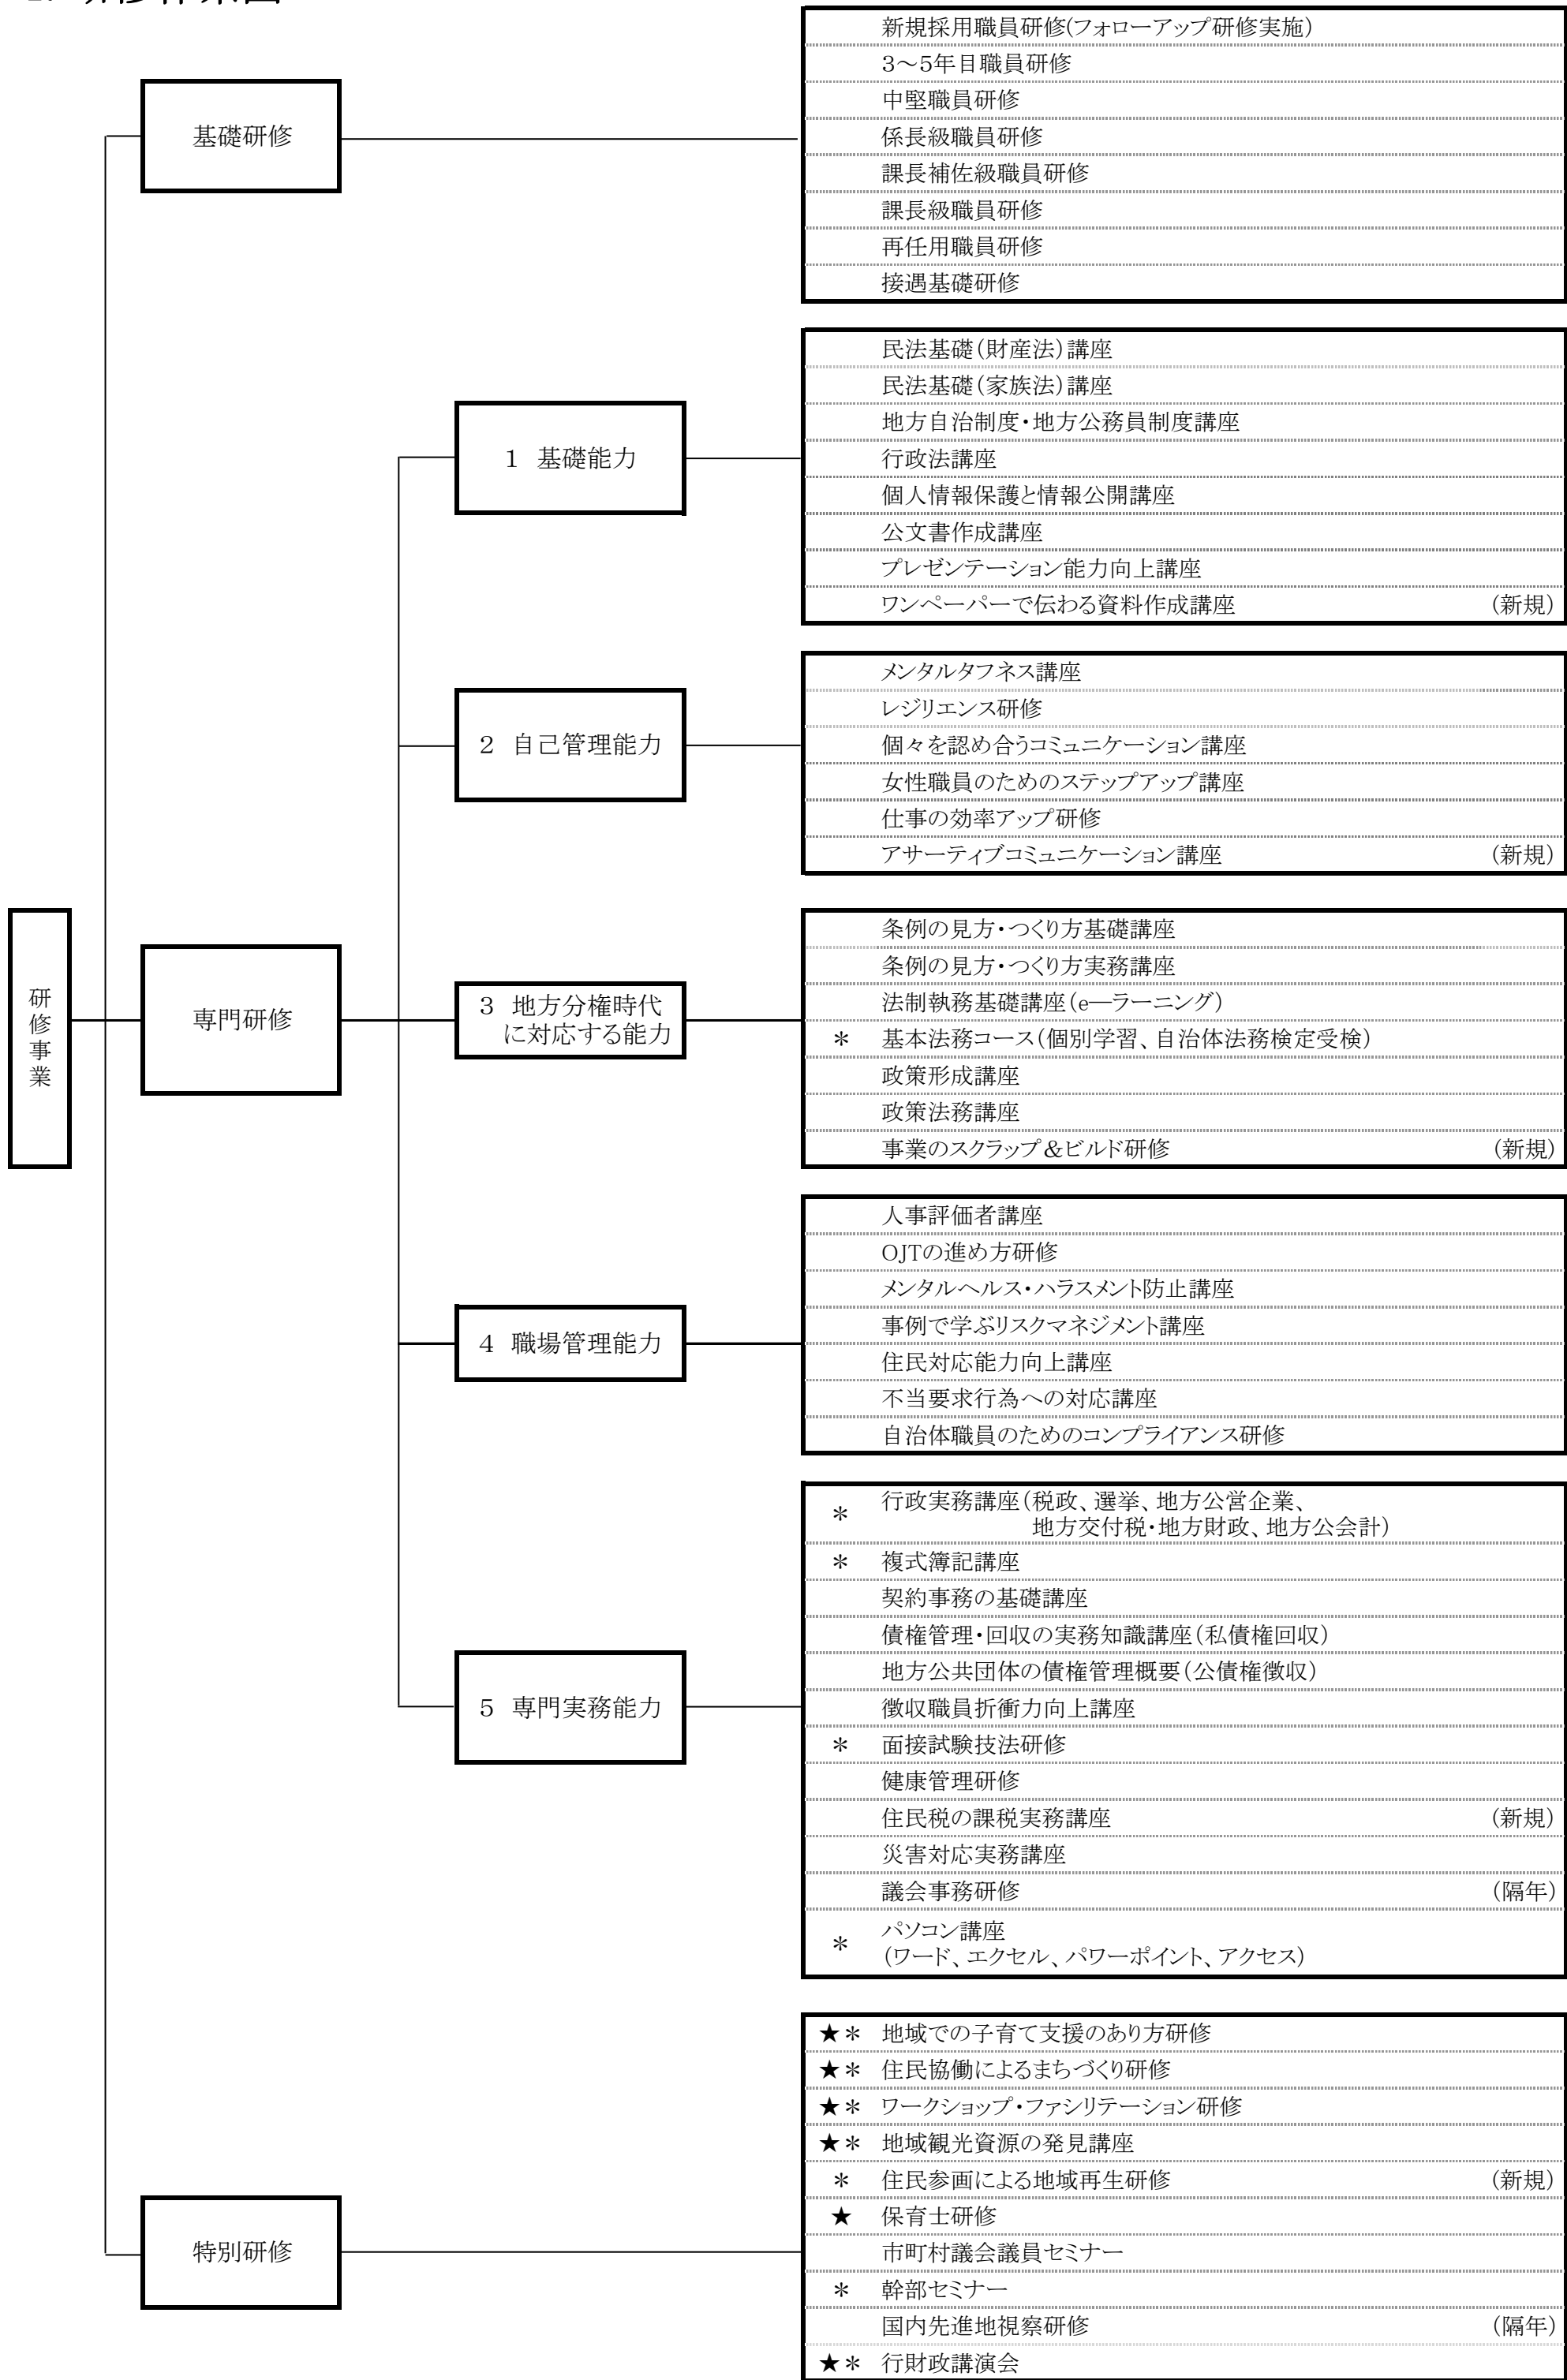 研修体系図
新規採用職員研修(フォローアップ研修実施)
3～5年目職員研修
中堅職員研修
係長級職員研修
課長補佐級職員研修
課長級職員研修
再任用職員研修
接遇基礎研修
基礎研修
民法基礎(財産法)講座
民法基礎(家族法)講座
地方自治制度・地方公務員制度講座
行政法講座
個人情報保護と情報公開講座
公文書作成講座
プレゼンテーション能力向上講座
ワンペーパーで伝わる資料作成講座 (新規)
1 基礎能力
メンタルタフネス講座
レジリエンス研修
個々を認め合うコミュニケーション講座
女性職員のためのステップアップ講座
仕事の効率アップ研修
アサーティブコミュニケーション講座 (新規)
2 自己管理能力
研修事業
専門研修
3 地方分権時代
に対応する能力
条例の見方・つくり方基礎講座
条例の見方・つくり方実務講座
法制執務基礎講座(e―ラーニング)
＊ 基本法務コース(個別学習、自治体法務検定受検)
政策形成講座
政策法務講座
事業のスクラップ&ビルド研修 (新規)
人事評価者講座
OJTの進め方研修
メンタルヘルス・ハラスメント防止講座
事例で学ぶリスクマネジメント講座
住民対応能力向上講座
不当要求行為への対応講座
自治体職員のためのコンプライアンス研修
4 職場管理能力
＊ 行政実務講座(税政、選挙、地方公営企業、
地方交付税・地方財政、地方公会計)
＊ 複式簿記講座
契約事務の基礎講座
債権管理・回収の実務知識講座(私債権回収)
地方公共団体の債権管理概要(公債権徴収)
徴収職員折衝力向上講座
＊ 面接試験技法研修
健康管理研修
住民税の課税実務講座 (新規)
災害対応実務講座
議会事務研修 (隔年)
＊ パソコン講座
(ワード、エクセル、パワーポイント、アクセス)
5 専門実務能力
★＊ 地域での子育て支援のあり方研修
★＊ 住民協働によるまちづくり研修
★＊ ワークショップ・ファシリテーション研修
★＊ 地域観光資源の発見講座
＊ 住民参画による地域再生研修 (新規)
★ 保育士研修
市町村議会議員セミナー
＊ 幹部セミナー
国内先進地視察研修 (隔年)
★＊ 行財政講演会
特別研修